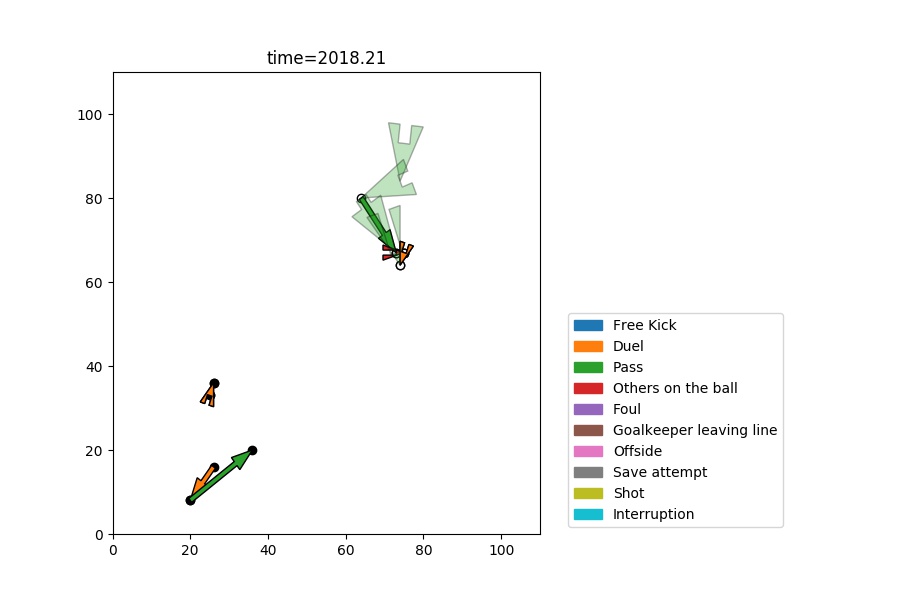 time=2018.21
100
80
60
40
20
0
0 20 40 60 80 100
Free Kick
Duel
Pass
Others on the ball
Foul
Goalkeeper leaving line
Offside
Save attempt
Shot
Interruption